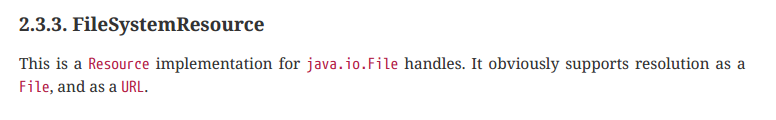 2.3.3. FileSystemResource
This is a Resource implementation for java.io.File handles. It obviously supports resolution as a
File, and as a URL.